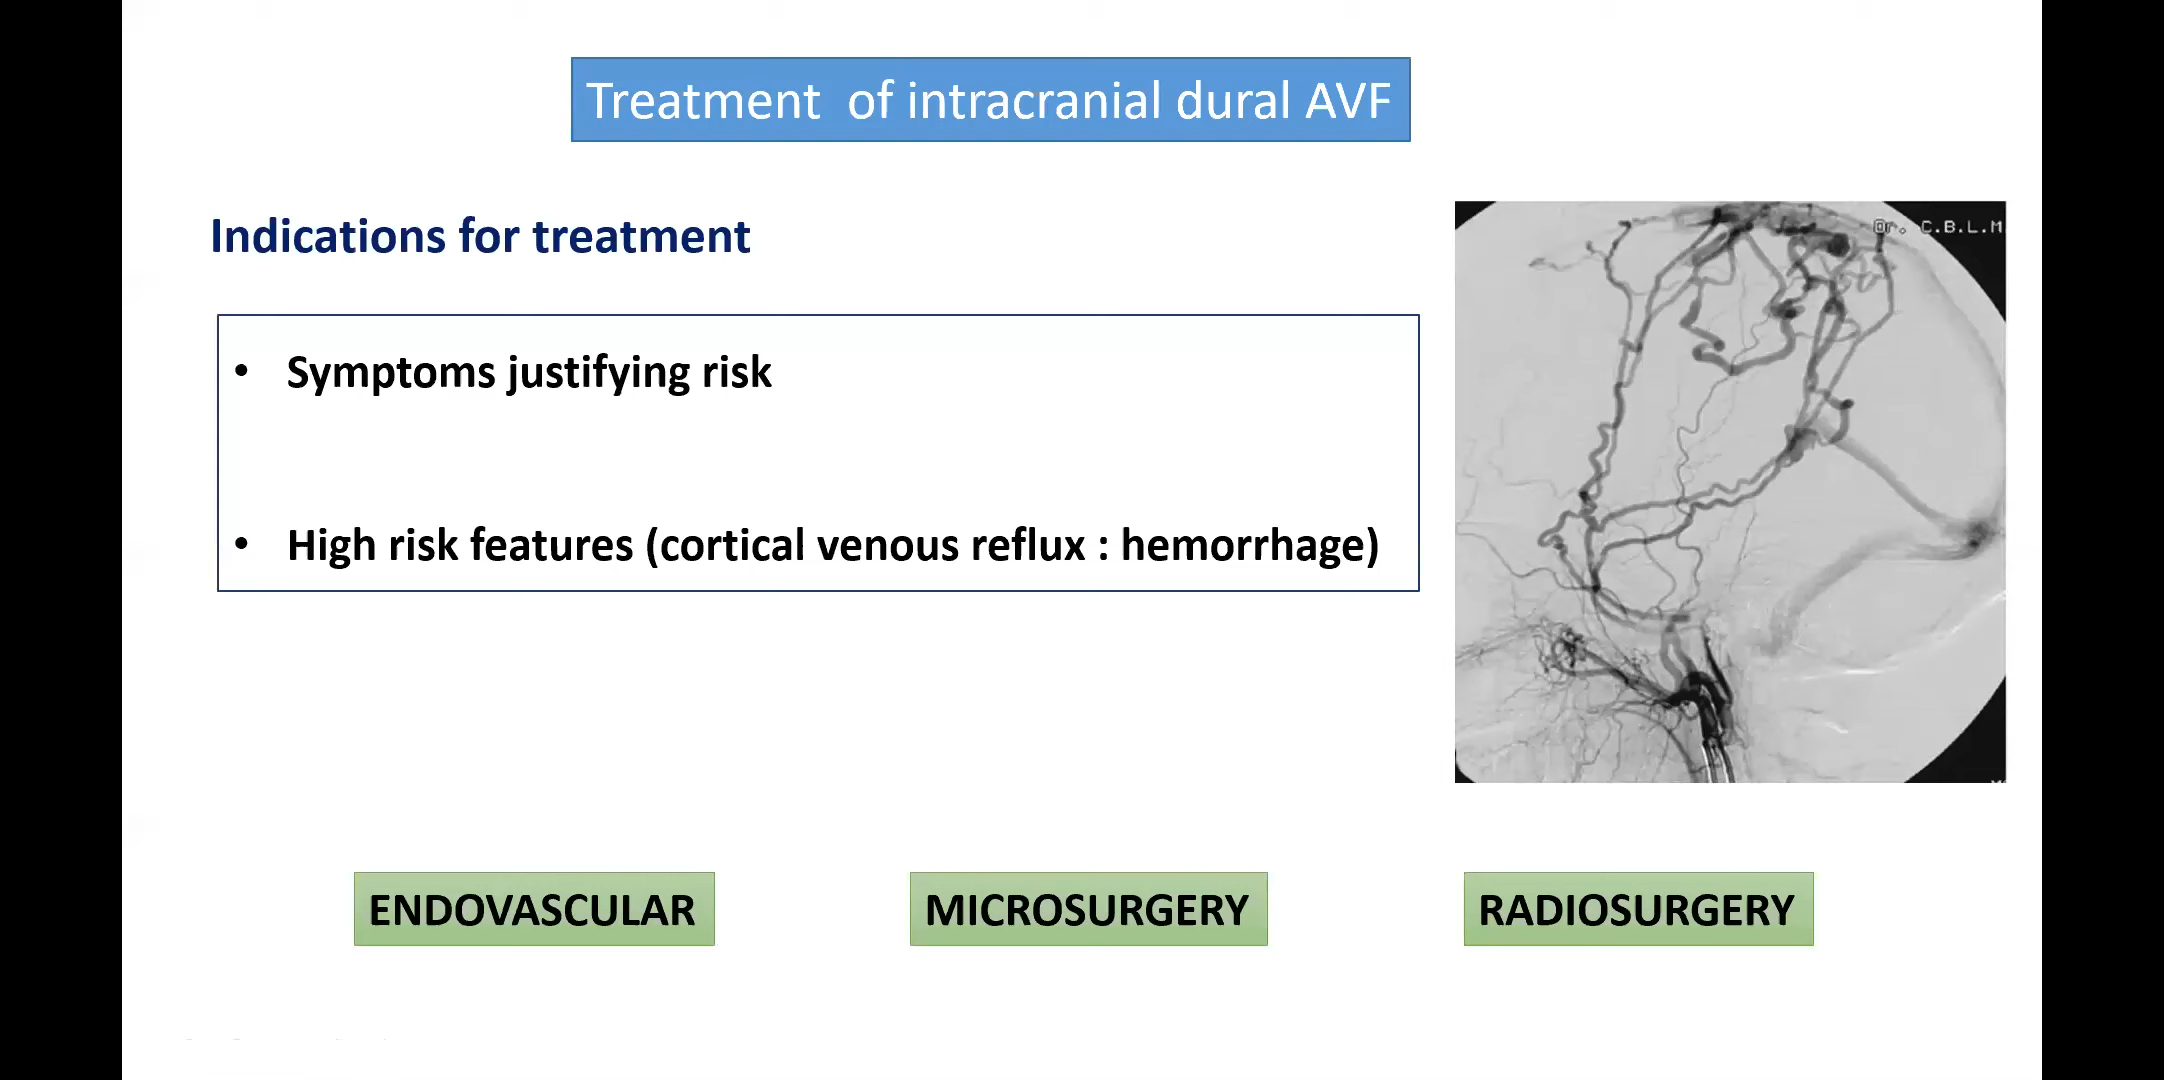 Treatment of intracranial dural AVF
Indications for treatment
• Symptoms justifying risk
• High risk features (cortical venous reflux : hemorrhage)
Dr. C.B.L.M
ENDOVASCULAR
MICROSURGERY
RADIOSURGERY